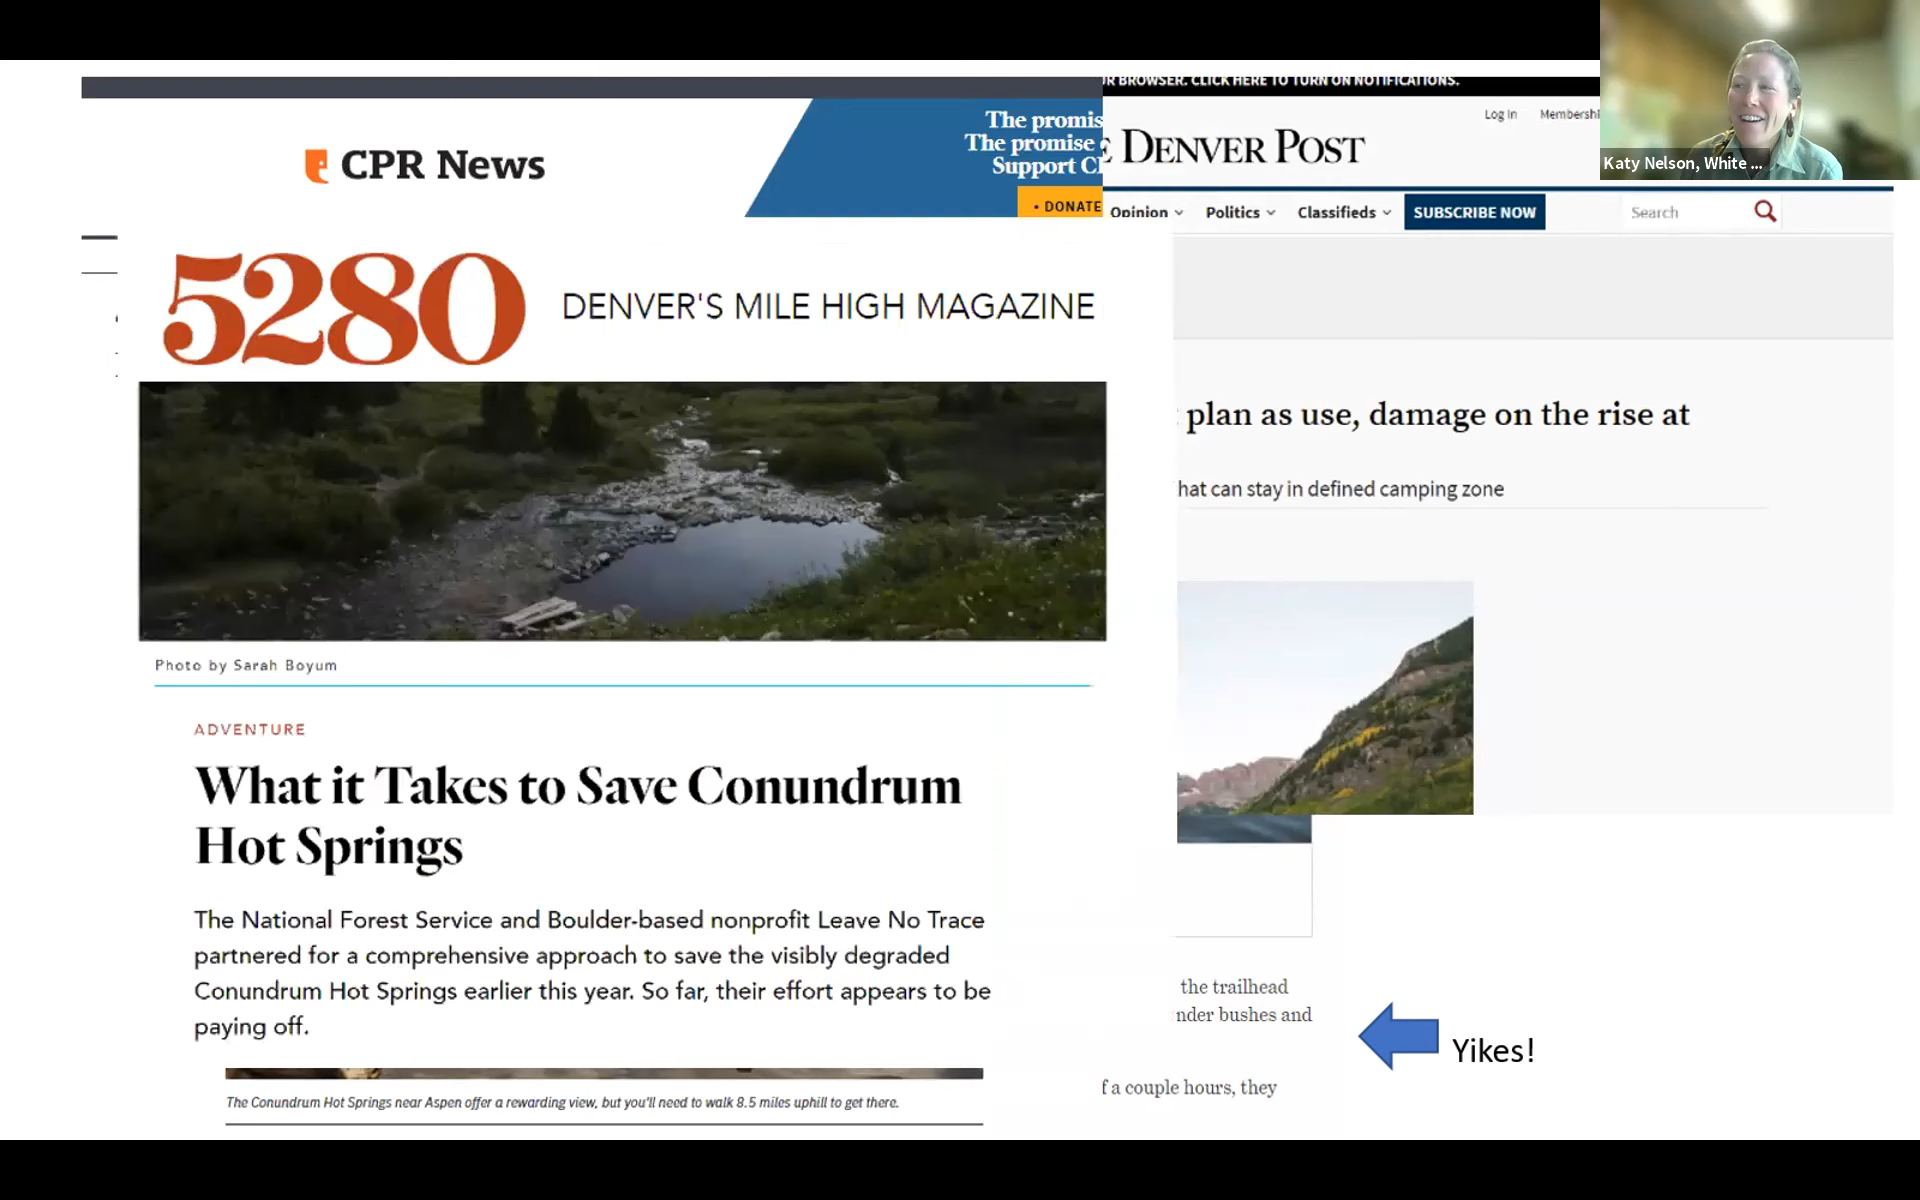 R BROWSER. CLICK HERE TO TURN ON NOTIFICATIONS.
Log In Membershi
Katy Nelson, White ...
CPR News
The promis
The promise
Support C
• DONATE
DENVER POST
Opinion
Politics
Classifieds
SUBSCRIBE NOW
Search
5280
DENVER'S MILE HIGH MAGAZINE
Photo by Sarah Boyum
ADVENTURE
What it Takes to Save Conundrum
Hot Springs
The National Forest Service and Boulder-based nonprofit Leave No Trace
partnered for a comprehensive approach to save the visibly degraded
Conundrum Hot Springs earlier this year. So far, their effort appears to be
paying off.
The Conundrum Hot Springs near Aspen offer a rewarding view, but you'll need to walk 8.5 miles uphill to get there.
plan as use, damage on the rise at
hat can stay in defined camping zone
the trailhead
nder bushes and
f a couple hours, they
Yikes!